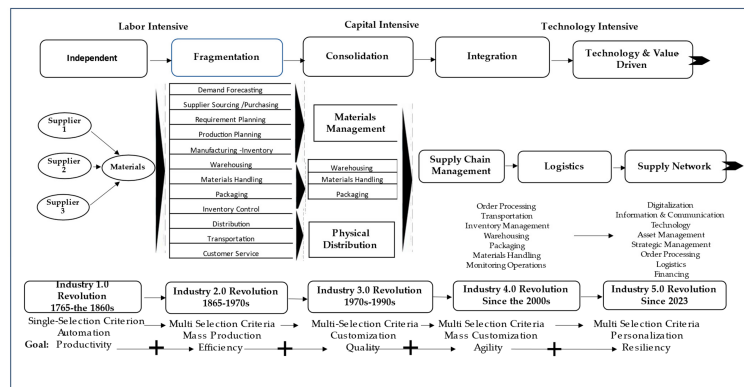 Labor Intensive
Capital Intensive
Technology Intensive
Independent
Fragmentation
Consolidation
Integration
Technology & Value Driven
Supplier 1
Supplier 2
Supplier 3
Materials
Demand Forecasting
Supplier Sourcing /Purchasing
Requirement Planning
Production Planning
Manufacturing -Inventory
Warehousing
Materials Handling
Packaging
Inventory Control
Distribution
Transportation
Customer Service
Materials Management
Warehousing
Materials Handling
Packaging
Physical Distribution
Supply Chain Management
Logistics
Supply Network
Order Processing
Transportation
Inventory Management
Warehousing
Packaging
Materials Handling
Monitoring Operations
Digitalization
Information & Communication
Technology
Asset Management
Strategic Management
Order Processing
Logistics
Financing
Industry 1.0 Revolution
1765-the 1860s
Industry 2.0 Revolution
1865-1970s
Industry 3.0 Revolution
1970s-1990s
Industry 4.0 Revolution
Since the 2000s
Industry 5.0 Revolution
Since 2023
Single-Selection Criterion
Automation
Multi Selection Criteria
Mass Production
Multi-Selection Criteria
Customization
Multi Selection Criteria
Mass Customization
Multi Selection Criteria
Personalization
Goal: Productivity
Efficiency
Quality
Agility
Resiliency